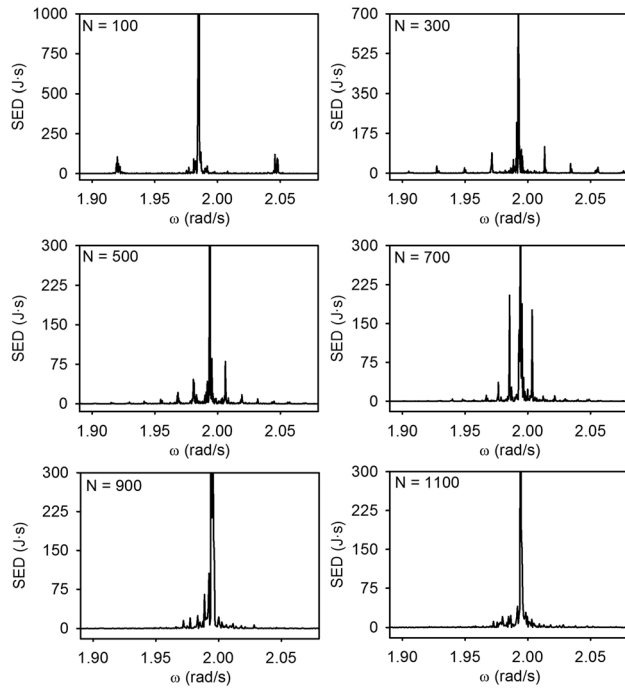 N = 100
1000
750
500
250
0
SED (J·s)
1.90 1.95 2.00 2.05
ω (rad/s)
N = 300
700
525
350
175
0
SED (J·s)
1.90 1.95 2.00 2.05
ω (rad/s)
N = 500
300
225
150
75
0
SED (J·s)
1.90 1.95 2.00 2.05
ω (rad/s)
N = 700
300
225
150
75
0
SED (J·s)
1.90 1.95 2.00 2.05
ω (rad/s)
N = 900
300
225
150
75
0
SED (J·s)
1.90 1.95 2.00 2.05
ω (rad/s)
N = 1100
300
225
150
75
0
SED (J·s)
1.90 1.95 2.00 2.05
ω (rad/s)